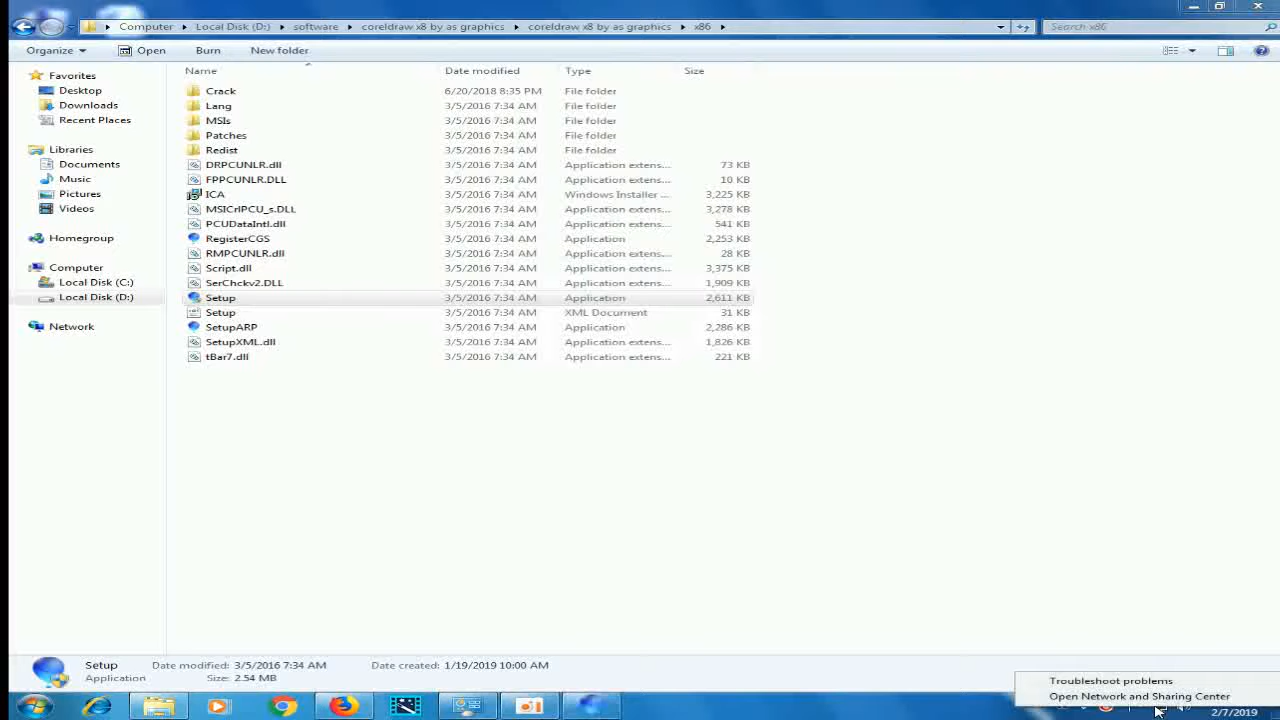 Computer Local Disk (D:) software coreldraw x8 by as graphics coreldraw x8 by as graphics x86 Search x86
Organize Open Burn New folder
Name Date modified Type Size
Favorites
Desktop
Downloads
Recent Places
Libraries
Documents
Music
Pictures
Videos
Homegroup
Computer
Local Disk (C:)
Local Disk (D:)
Network
Crack 6/20/2018 8:35 PM File folder
Lang 3/5/2016 7:34 AM File folder
MSIs 3/5/2016 7:34 AM File folder
Patches 3/5/2016 7:34 AM File folder
Redist 3/5/2016 7:34 AM File folder
DRPCUNLR.dll 3/5/2016 7:34 AM Application extens... 73 KB
FPPCUNLR.DLL 3/5/2016 7:34 AM Application extens... 10 KB
ICA 3/5/2016 7:34 AM Windows Installer ... 3,225 KB
MSICrlPCU_s.DLL 3/5/2016 7:34 AM Application extens... 3,278 KB
PCUDataIntl.dll 3/5/2016 7:34 AM Application extens... 541 KB
RegisterCGS 3/5/2016 7:34 AM Application 2,253 KB
RMPCUNLR.dll 3/5/2016 7:34 AM Application extens... 28 KB
Script.dll 3/5/2016 7:34 AM Application extens... 3,375 KB
SerChckv2.DLL 3/5/2016 7:34 AM Application extens... 1,909 KB
Setup 3/5/2016 7:34 AM Application 2,611 KB
Setup 3/5/2016 7:34 AM XML Document 31 KB
SetupARP 3/5/2016 7:34 AM Application 2,286 KB
SetupXML.dll 3/5/2016 7:34 AM Application extens... 1,826 KB
tBar7.dll 3/5/2016 7:34 AM Application extens... 221 KB
Setup Date modified: 3/5/2016 7:34 AM Date created: 1/19/2019 10:00 AM
Application Size: 2.54 MB
Troubleshoot problems
Open Network and Sharing Center
2/7/2019